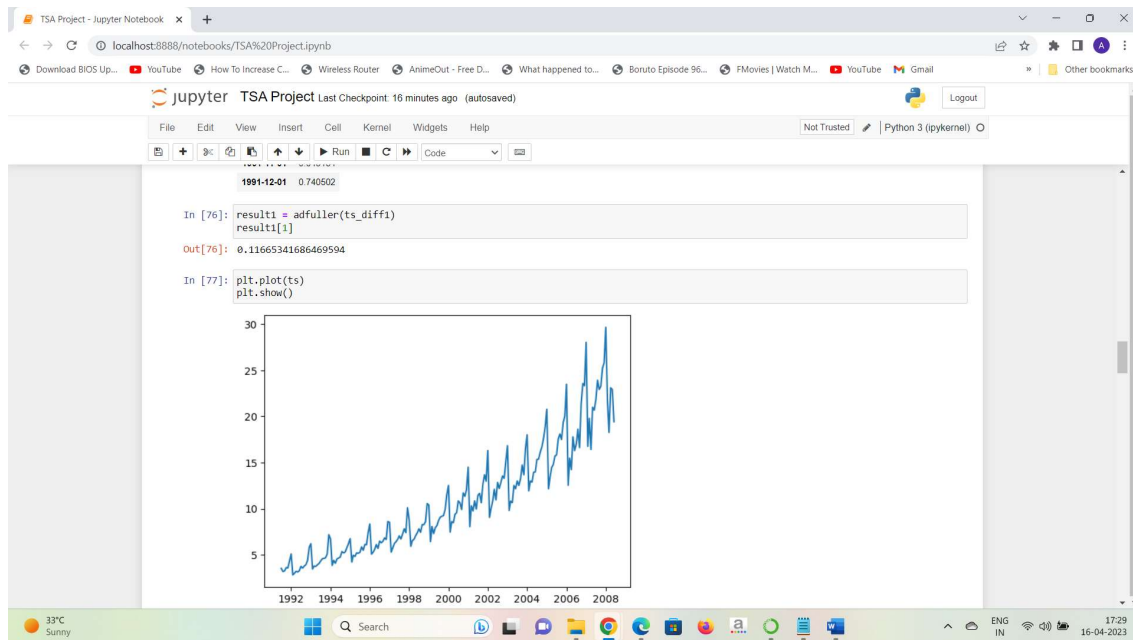 TSA Project - Jupyter Notebook
localhost:8888/notebooks/TSA%20Project.ipynb
Download BIOS Up... YouTube How To Increase C... Wireless Router AnimeOut - Free D... What happened to... Boruto Episode 96... FMovies | Watch M... YouTube Gmail » Other bookmarks
jupyter TSA Project Last Checkpoint: 16 minutes ago (autosaved) Logout
File Edit View Insert Cell Kernel Widgets Help Not Trusted Python 3 (ipykernel)
Run Code
1991-12-01 0.740502
In [76]: result1 = adfuller(ts_diff1)
result1[1]
Out[76]: 0.11665341686469594
In [77]: plt.plot(ts)
plt.show()
30
25
20
15
10
5
1992 1994 1996 1998 2000 2002 2004 2006 2008
33°C
Sunny
Search
ENG
IN
17:29
16-04-2023